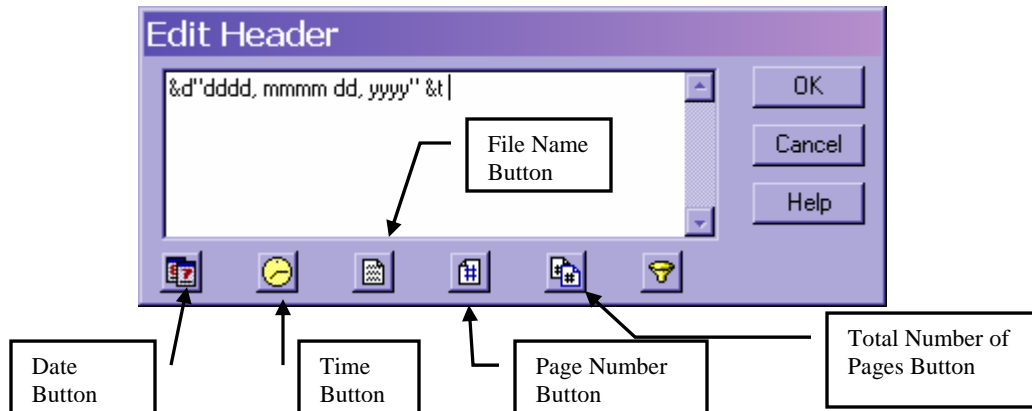 Edit Header
&d"dddd, mmmm dd, yyyy" &t
OK
Cancel
Help
File Name
Button
Date
Button
Time
Button
Page Number
Button
Total Number of
Pages Button